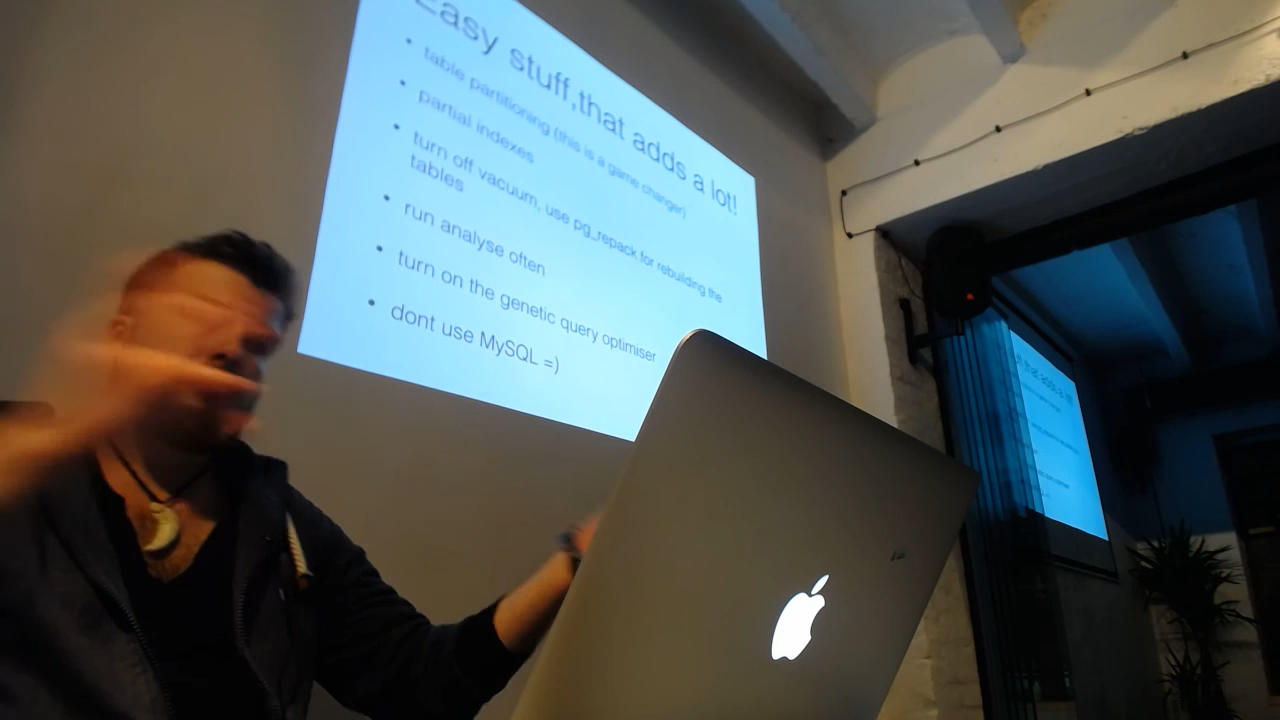 Easy stuff,that adds a lot!
• table partitioning (this is a game changer)
• partial indexes
• turn off vacuum, use pg_repack for rebuilding the
tables
• run analyse often
• turn on the genetic query optimiser
• dont use MySQL =)